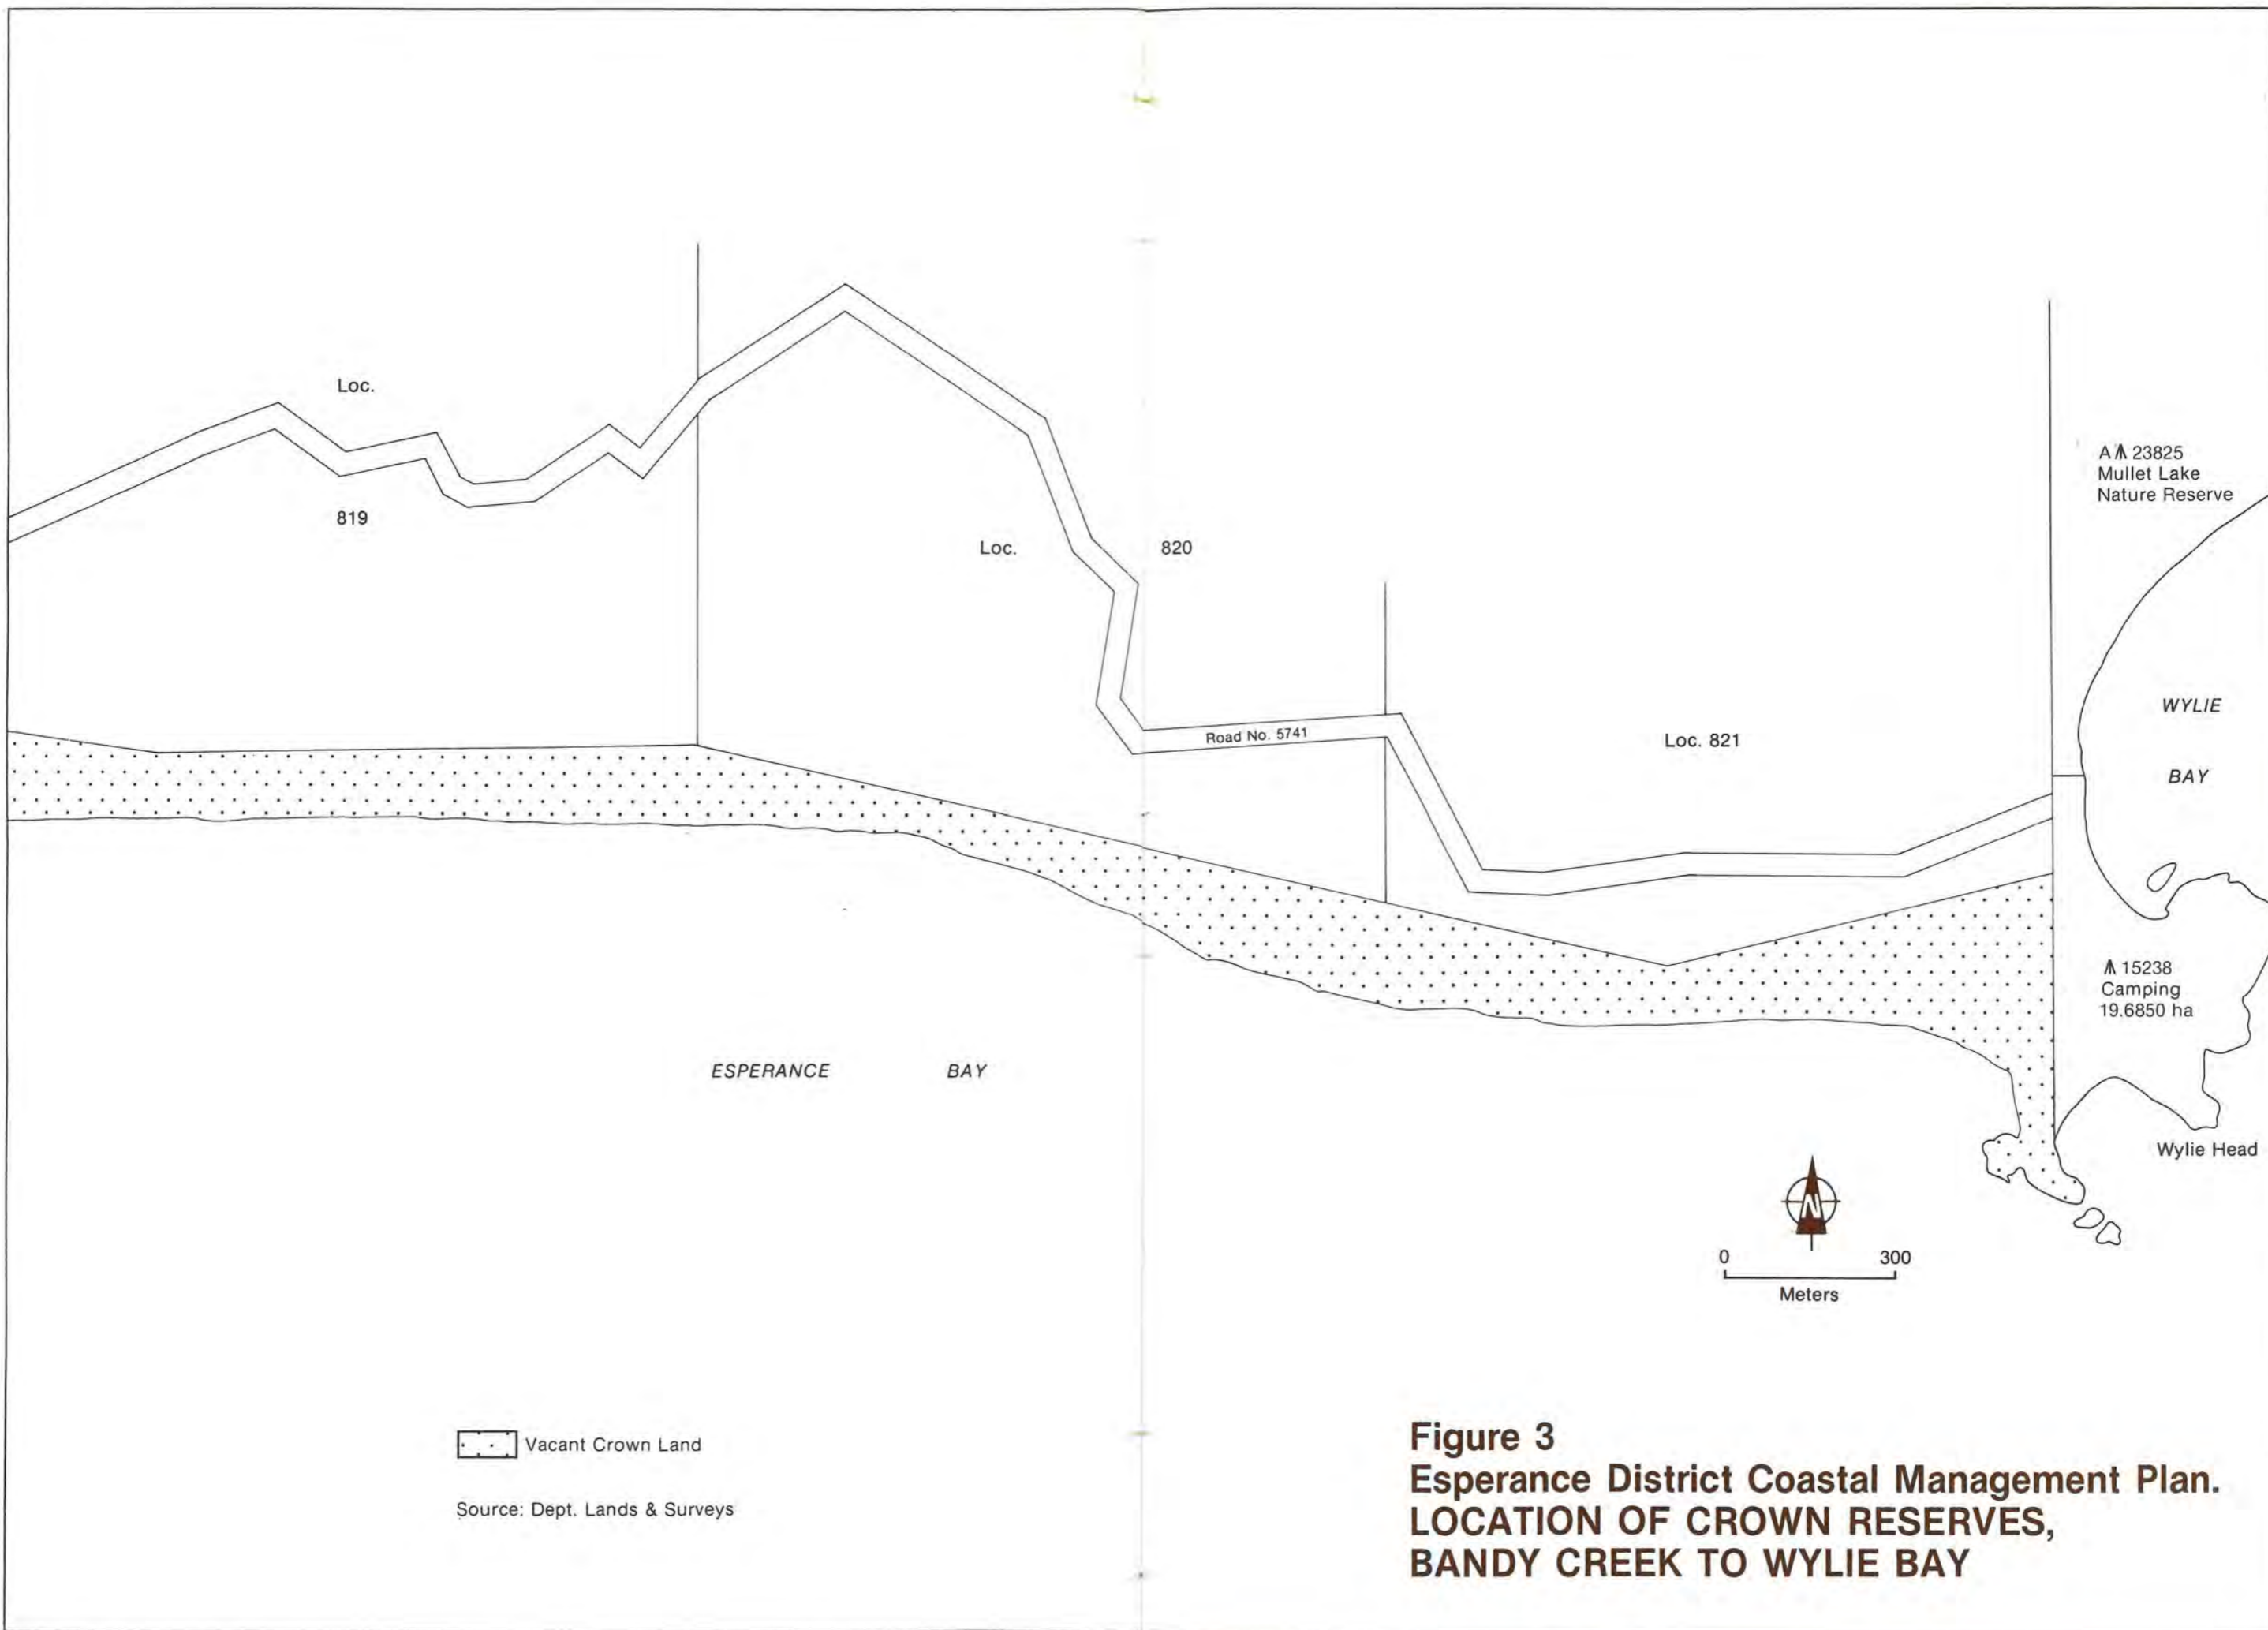 Loc.
819
Loc.
820
Road No. 5741
Loc. 821
A 23825
Mullet Lake
Nature Reserve
WYLIE
BAY
15238
Camping
19.6850 ha
ESPERANCE BAY
Wylie Head
N
0 300
Meters
Vacant Crown Land
Source: Dept. Lands & Surveys
Figure 3
Esperance District Coastal Management Plan.
LOCATION OF CROWN RESERVES,
BANDY CREEK TO WYLIE BAY